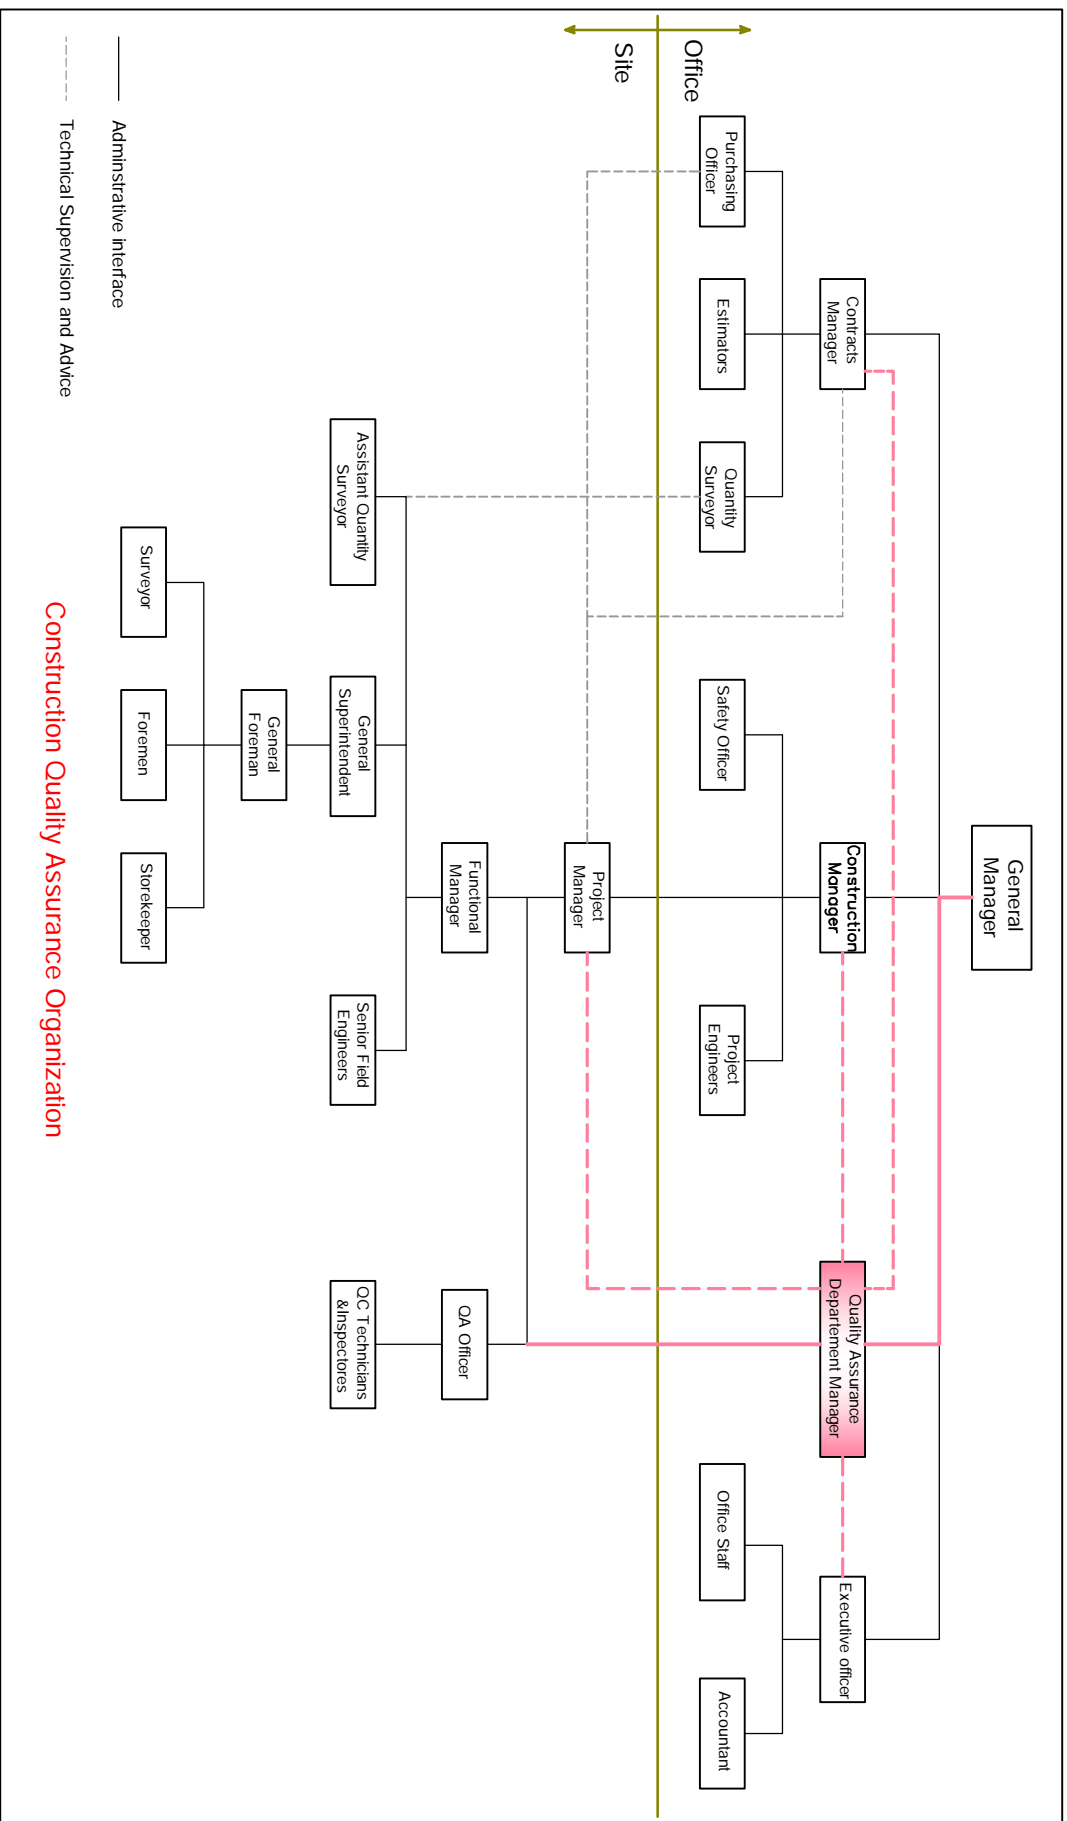 General
Manager
Contracts
Manager
Construction
Manager
Quality Assurance
Departement Manager
Executive officer
Purchasing
Officer
Estimators
Quantity
Surveyor
Safety Officer
Project
Engineers
Office Staff
Accountant
Office
Site
Project
Manager
Functional
Manager
QA Officer
Assistant Quantity
Surveyor
General
Superintendent
Senior Field
Engineers
QC Technicians
&Inspectores
General
Foreman
Surveyor
Foremen
Storekeeper
Adminstrative interface
Technical Supervision and Advice
Construction Quality Assurance Organization